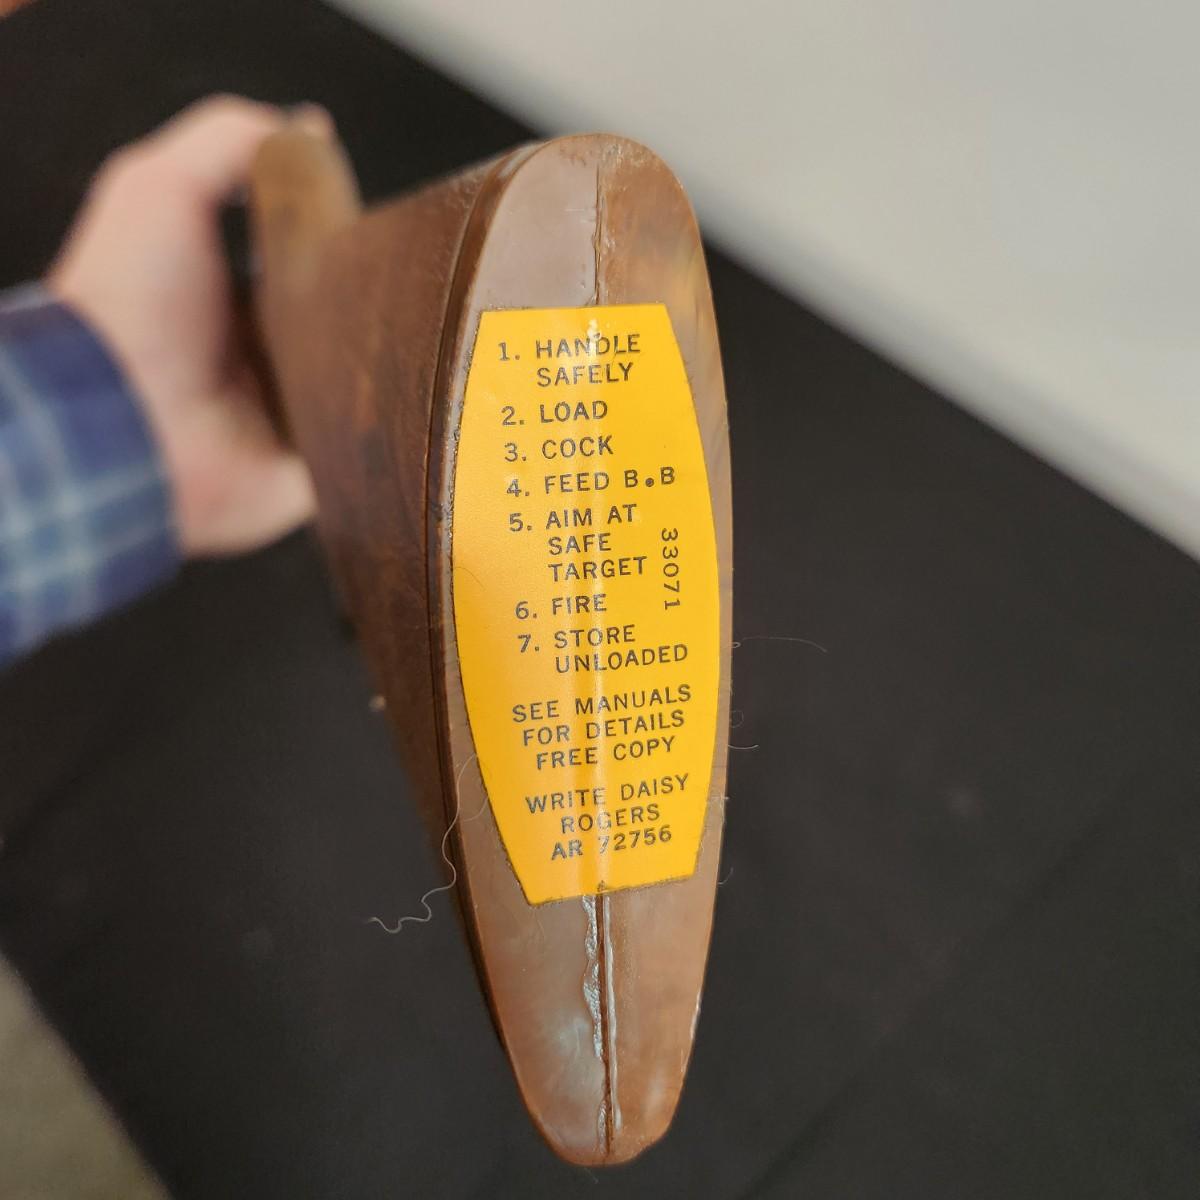 1. HANDLE
SAFELY
2. LOAD
3. COCK
4. FEED B.B
5. AIM AT
SAFE
TARGET
33071
6. FIRE
7. STORE
UNLOADED
SEE MANUALS
FOR DETAILS
FREE COPY
WRITE DAISY
ROGERS
AR 72756